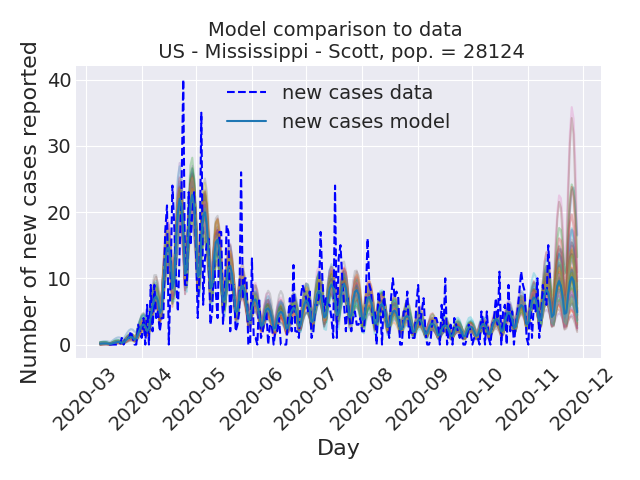 Model comparison to data
US - Mississippi - Scott, pop. = 28124
new cases data
new cases model
Number of new cases reported
40
30
20
10
0
2020-03
2020-04
2020-05
2020-06
2020-07
2020-08
2020-09
2020-10
2020-11
2020-12
Day